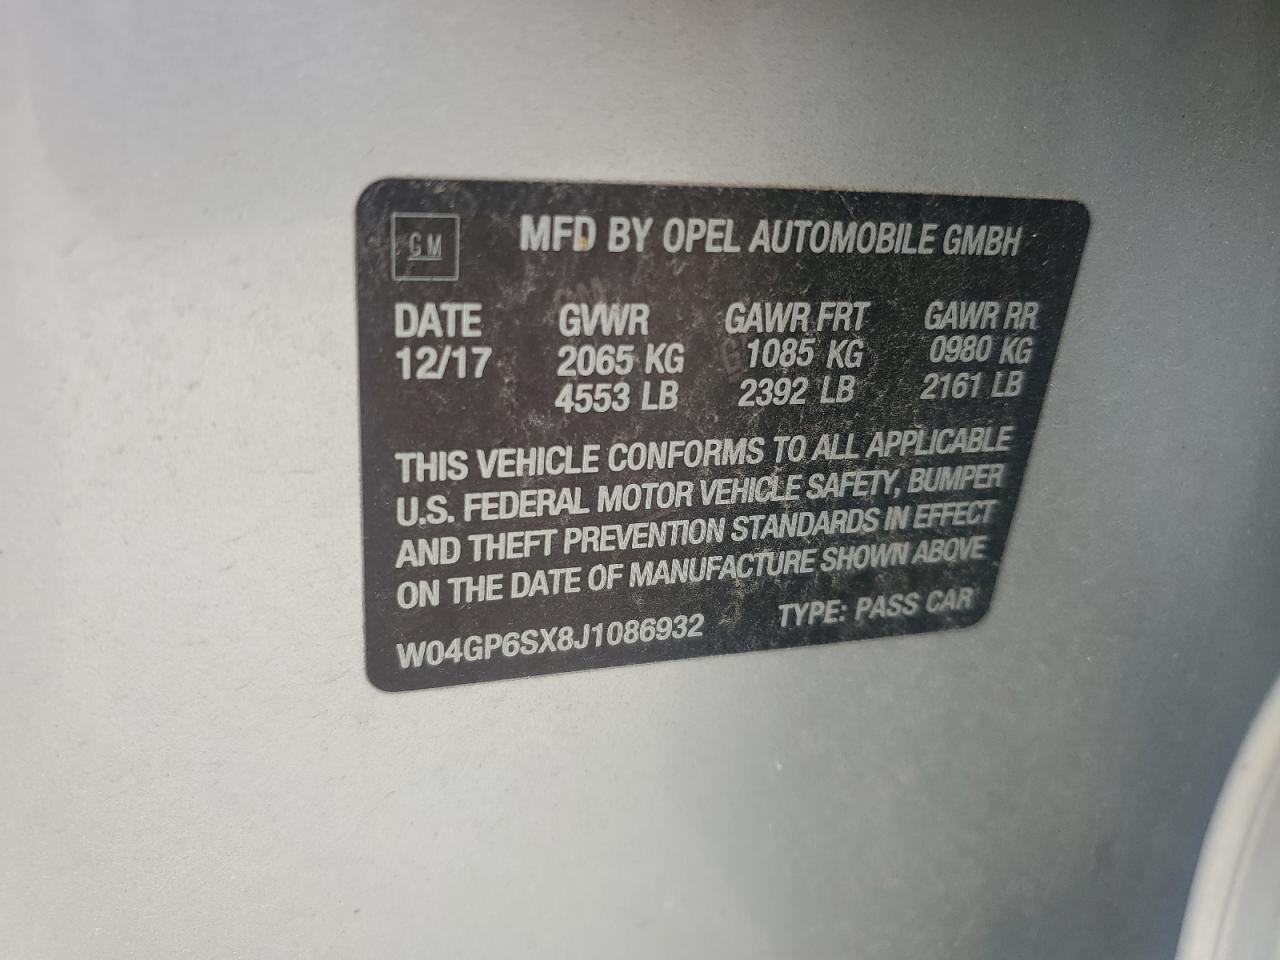 GM
MFD BY OPEL AUTOMOBILE GMBH
DATE GVWR GAWR FRT GAWR RR
12/17 2065 KG 1085 KG 0980 KG
4553 LB 2392 LB 2161 LB
THIS VEHICLE CONFORMS TO ALL APPLICABLE
U.S. FEDERAL MOTOR VEHICLE SAFETY, BUMPER
AND THEFT PREVENTION STANDARDS IN EFFECT
ON THE DATE OF MANUFACTURE SHOWN ABOVE
W04GP6SX8J1086932 TYPE: PASS CAR